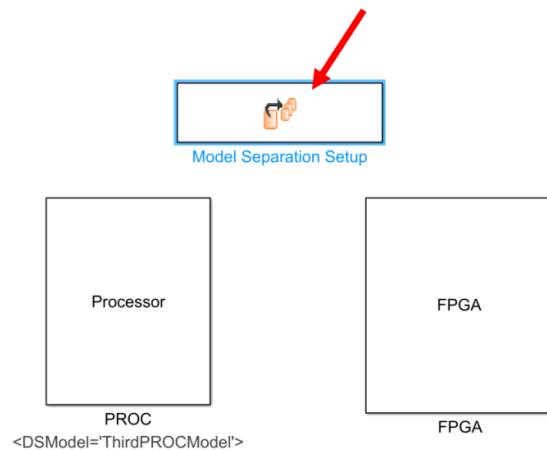 Model Separation Setup
Processor
FPGA
PROC
<DSModel='ThirdPROCModel'>
FPGA